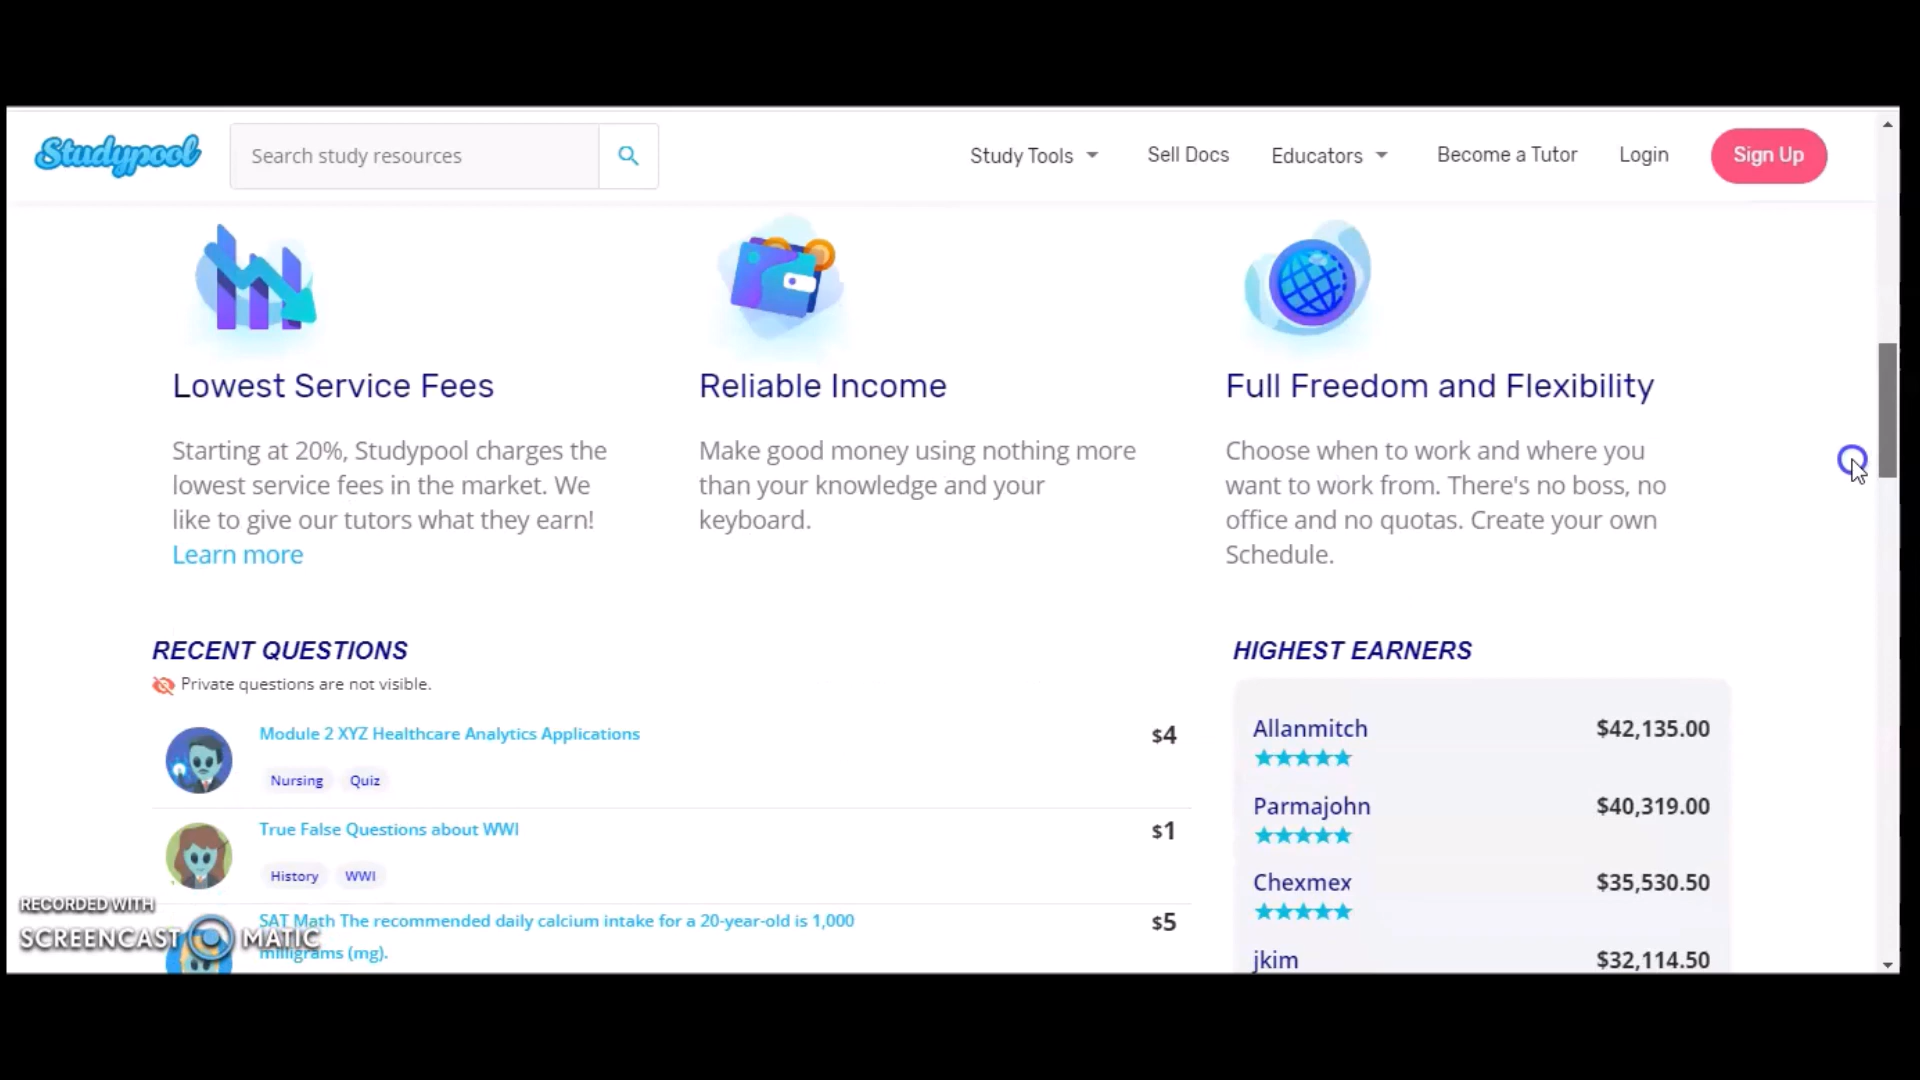 Studypool
Search study resources
Study Tools
Sell Docs
Educators
Become a Tutor
Login
Sign Up
Lowest Service Fees
Starting at 20%, Studypool charges the
lowest service fees in the market. We
like to give our tutors what they earn!
Learn more
Reliable Income
Make good money using nothing more
than your knowledge and your
keyboard.
Full Freedom and Flexibility
Choose when to work and where you
want to work from. There's no boss, no
office and no quotas. Create your own
Schedule.
RECENT QUESTIONS
Private questions are not visible.
Module 2 XYZ Healthcare Analytics Applications
$4
Nursing Quiz
True False Questions about WWI
$1
History WWI
SAT Math The recommended daily calcium intake for a 20-year-old is 1,000
milligrams (mg).
$5
HIGHEST EARNERS
Allanmitch $42,135.00
Parmajohn $40,319.00
Chexmex $35,530.50
jkim $32,114.50
RECORDED WITH
SCREENCAST MATIC